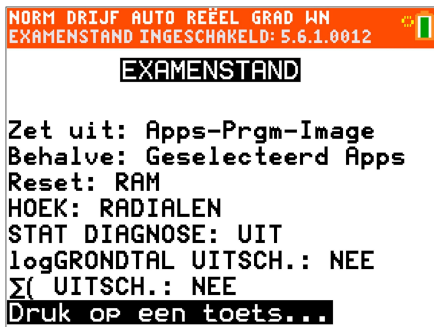 NORM DRIJF AUTO REËEL GRAD WN
EXAMENSTAND INGESCHAKELD: 5.6.1.0012
EXAMENSTAND
Zet uit: Apps-Prgm-Image
Behalve: Geselecteerd Apps
Reset: RAM
HOEK: RADIALEN
STAT DIAGNOSE: UIT
logGRONDTAL UITSCH.: NEE
∑( UITSCH.: NEE
Druk op een toets...